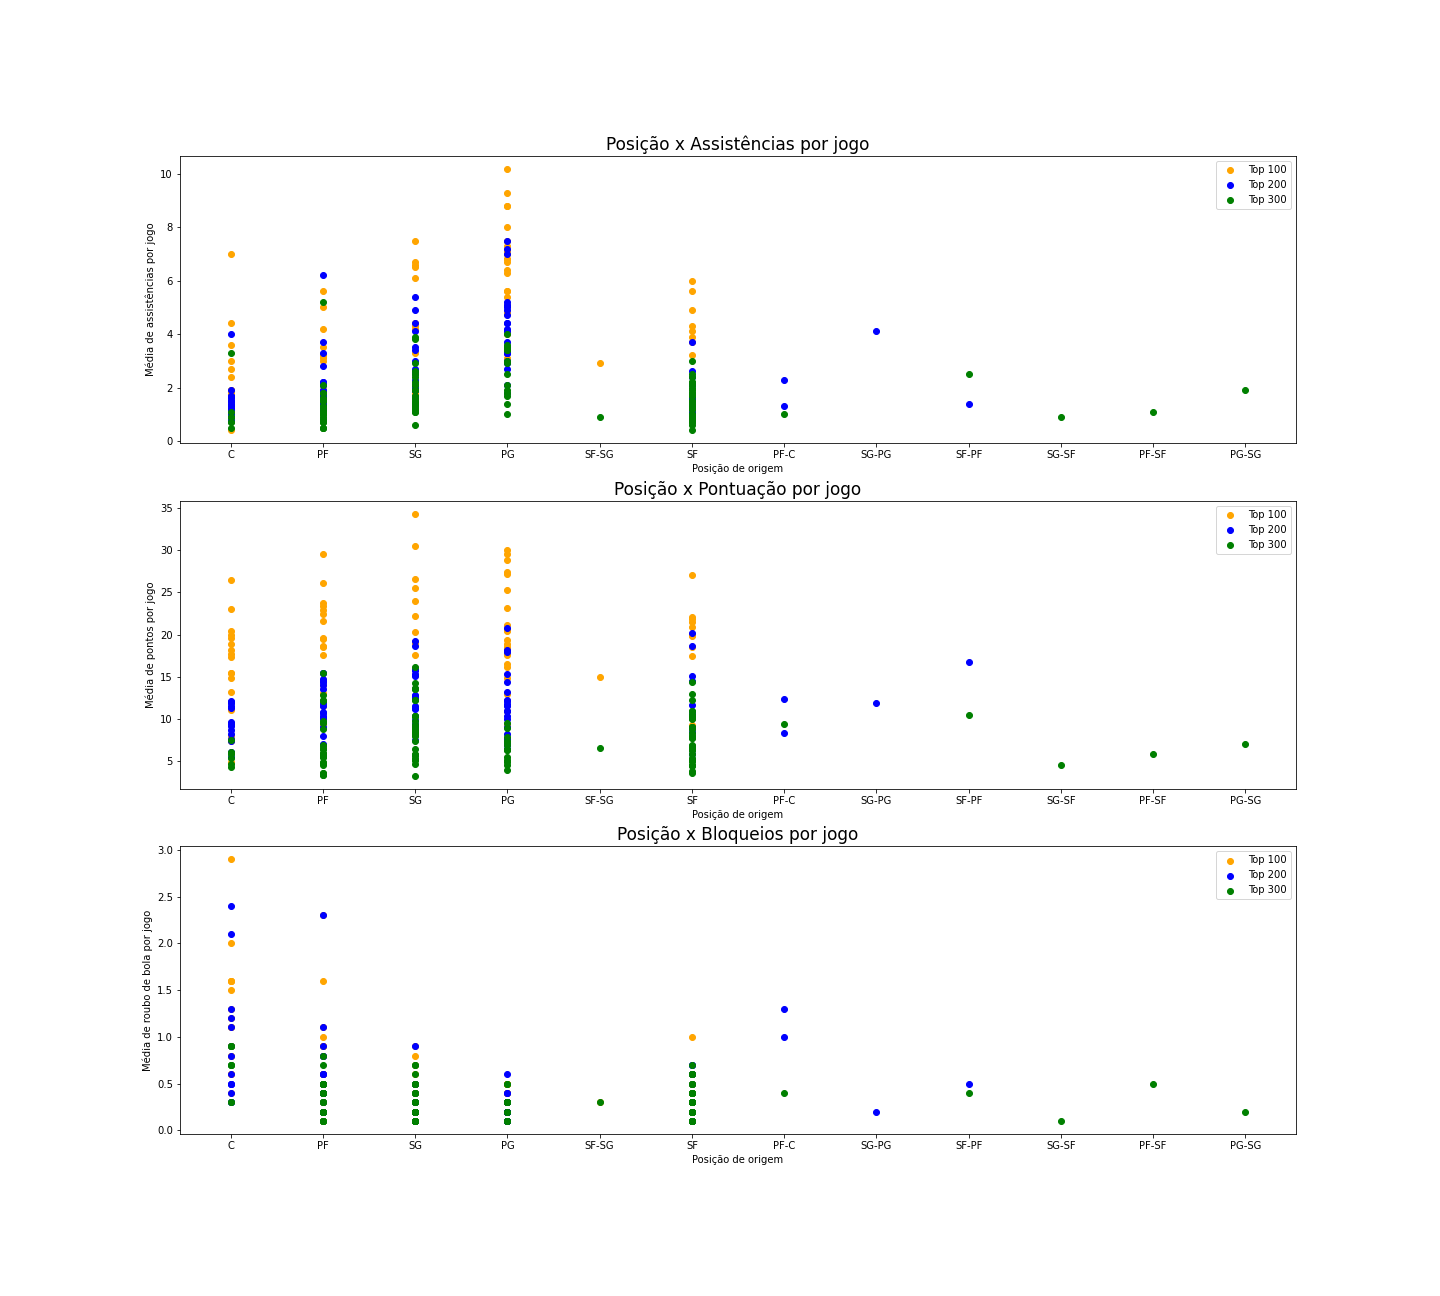 Posição x Assistências por jogo
Média de assistências por jogo
10
8
6
4
2
0
Top 100
Top 200
Top 300
C PF SG PG SF-SG SF PF-C SG-PG SF-PF SG-SF PF-SF PG-SG
Posição de origem
Posição x Pontuação por jogo
Média de pontos por jogo
35
30
25
20
15
10
5
Top 100
Top 200
Top 300
C PF SG PG SF-SG SF PF-C SG-PG SF-PF SG-SF PF-SF PG-SG
Posição de origem
Posição x Bloqueios por jogo
Média de roubo de bola por jogo
3.0
2.5
2.0
1.5
1.0
0.5
0.0
Top 100
Top 200
Top 300
C PF SG PG SF-SG SF PF-C SG-PG SF-PF SG-SF PF-SF PG-SG
Posição de origem